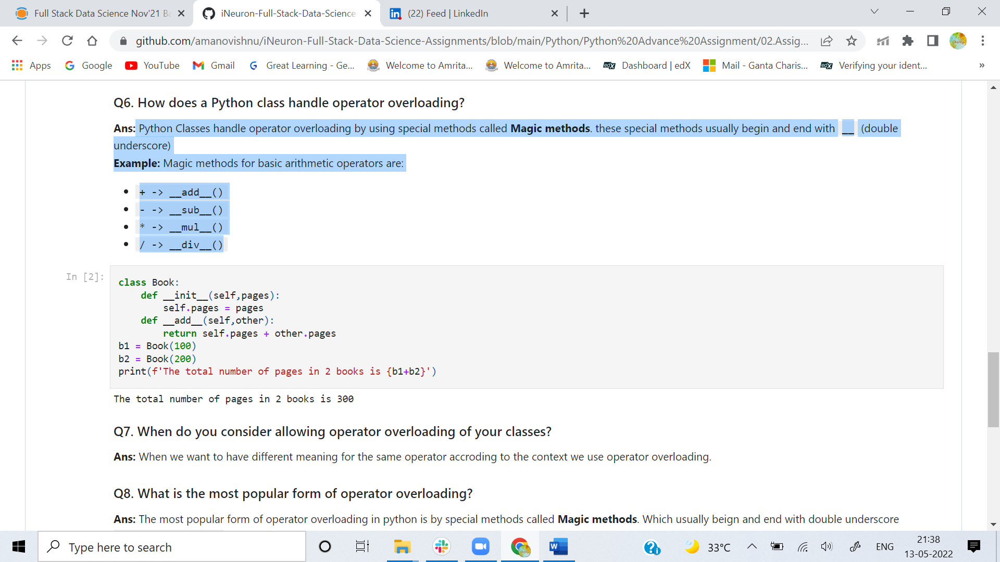 Full Stack Data Science Nov'21 Ba
iNeuron-Full-Stack-Data-Science
(22) Feed | LinkedIn
github.com/amanovishnu/iNeuron-Full-Stack-Data-Science-Assignments/blob/main/Python/Python%20Advance%20Assignment/02.Assig...
Apps Google YouTube Gmail Great Learning - Ge... Welcome to Amrita... Welcome to Amrita... edX Dashboard | edX Mail - Ganta Charis... edX Verifying your ident... »
Q6. How does a Python class handle operator overloading?
Ans: Python Classes handle operator overloading by using special methods called Magic methods. these special methods usually begin and end with __ (double
underscore)
Example: Magic methods for basic arithmetic operators are:
• + -> __add__()
• - -> __sub__()
• * -> __mul__()
• / -> __div__()
In [2]:
class Book:
    def __init__(self,pages):
        self.pages = pages
    def __add__(self,other):
        return self.pages + other.pages
b1 = Book(100)
b2 = Book(200)
print(f'The total number of pages in 2 books is {b1+b2}')
The total number of pages in 2 books is 300
Q7. When do you consider allowing operator overloading of your classes?
Ans: When we want to have different meaning for the same operator accroding to the context we use operator overloading.
Q8. What is the most popular form of operator overloading?
Ans: The most popular form of operator overloading in python is by special methods called Magic methods. Which usually beign and end with double underscore
Type here to search
33°C
ENG
21:38
13-05-2022